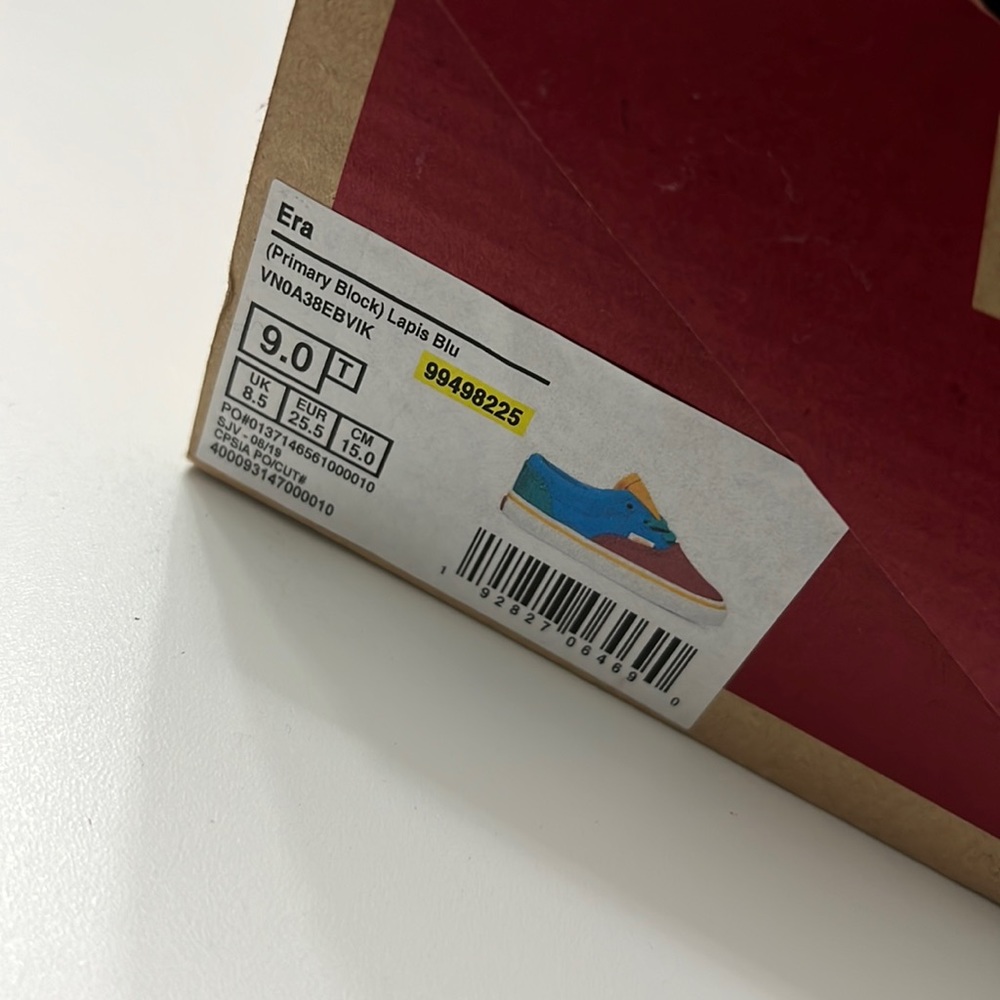 Era
(Primary Block) Lapis Blu
VN0A38EBVIK
99498225
9.0 T
UK EUR CM
8.5 25.5 15.0
PO#0137146561000010
SJV - 08/19
CPSIA PO/CUT#
400093147000010
1 92827 06469 0